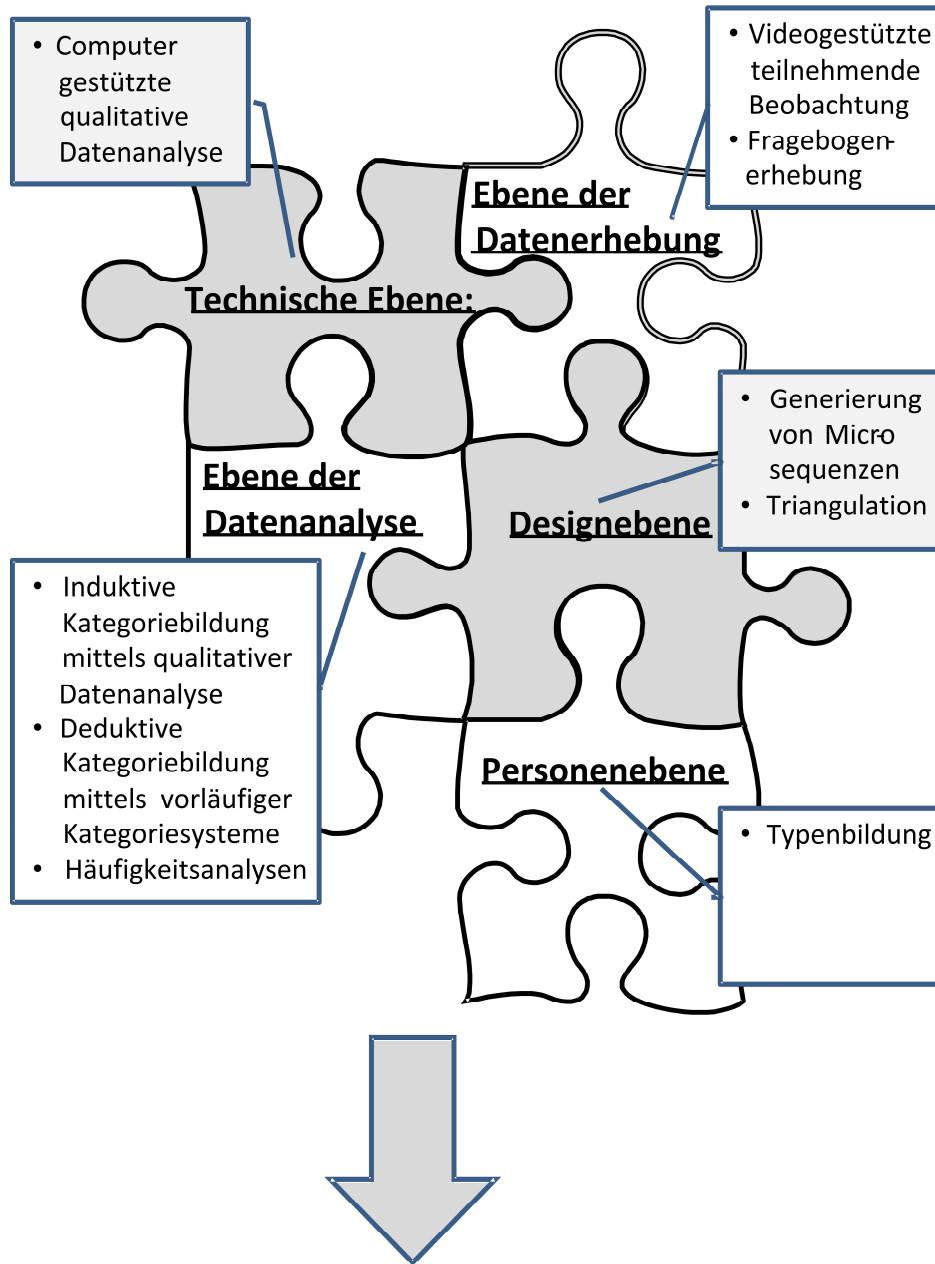 • Computer
gestützte
qualitative
Datenanalyse
• Videogestützte
teilnehmende
Beobachtung
• Fragebogen-
erhebung
Ebene der
Datenerhebung
Technische Ebene:
• Generierung
von Micro-
sequenzen
• Triangulation
Ebene der
Datenanalyse
Designebene
• Induktive
Kategoriebildung
mittels qualitativer
Datenanalyse
• Deduktive
Kategoriebildung
mittels vorläufiger
Kategoriesysteme
• Häufigkeitsanalysen
Personenebene
• Typenbildung